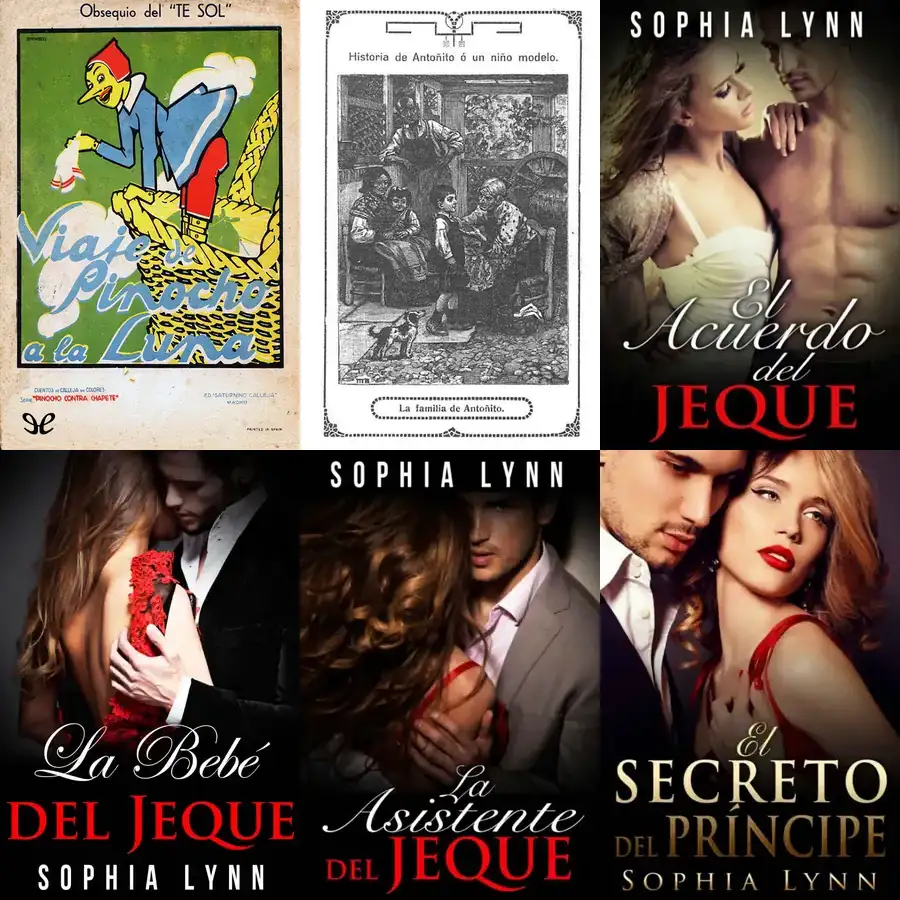 Obsequio del "TE SOL"
Viaje de
Pinocho
a la Luna
CUENTOS DE CALLEJA EN COLORES
Serie "PINOCHO CONTRA CHAPETE"
ED. "SATURNINO CALLEJA"
MADRID
PRINTED IN SPAIN
Historia de Antoñito ó un niño modelo.
La familia de Antoñito.
SOPHIA LYNN
El
Acuerdo
del
JEQUE
La Bebé
DEL JEQUE
SOPHIA LYNN
SOPHIA LYNN
La
Asistente
DEL JEQUE
El
SECRETO
DEL PRÍNCIPE
SOPHIA LYNN